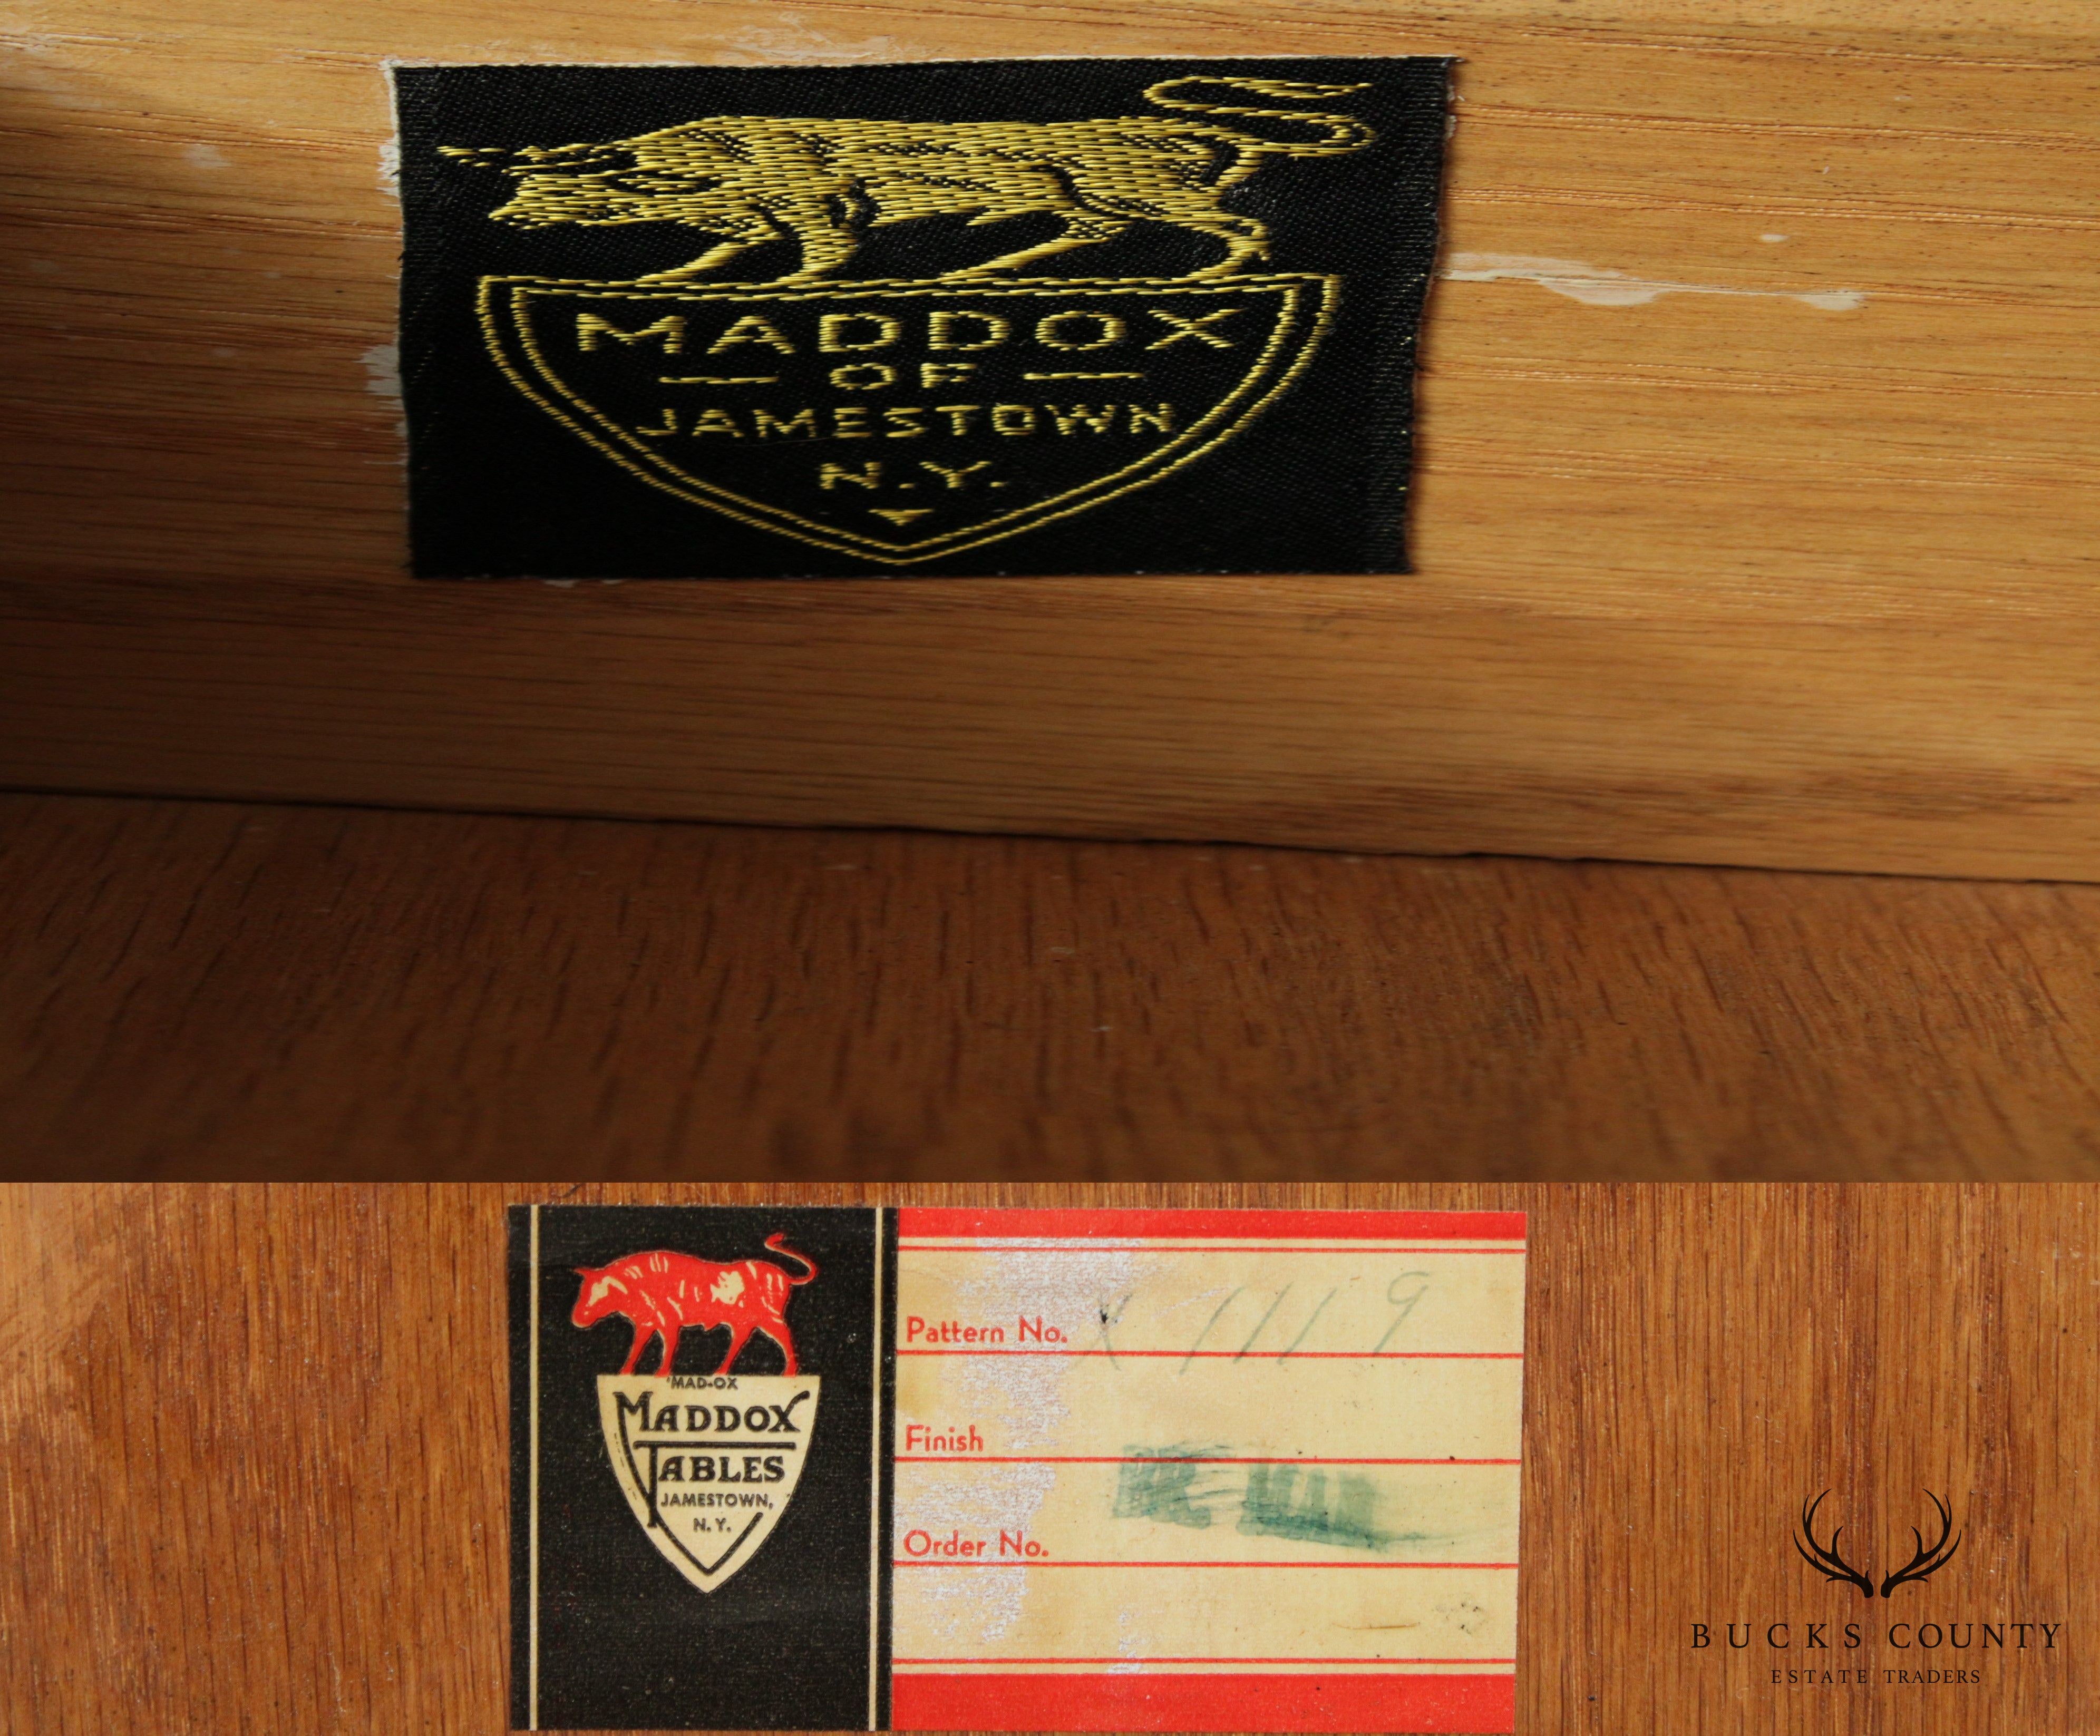 MADDOX
OF
JAMESTOWN
N.Y.
'MAD-OX
MADDOX
TABLES
JAMESTOWN,
N.Y.
Pattern No. X 1119
Finish
Order No.
BUCKS COUNTY
ESTATE TRADERS